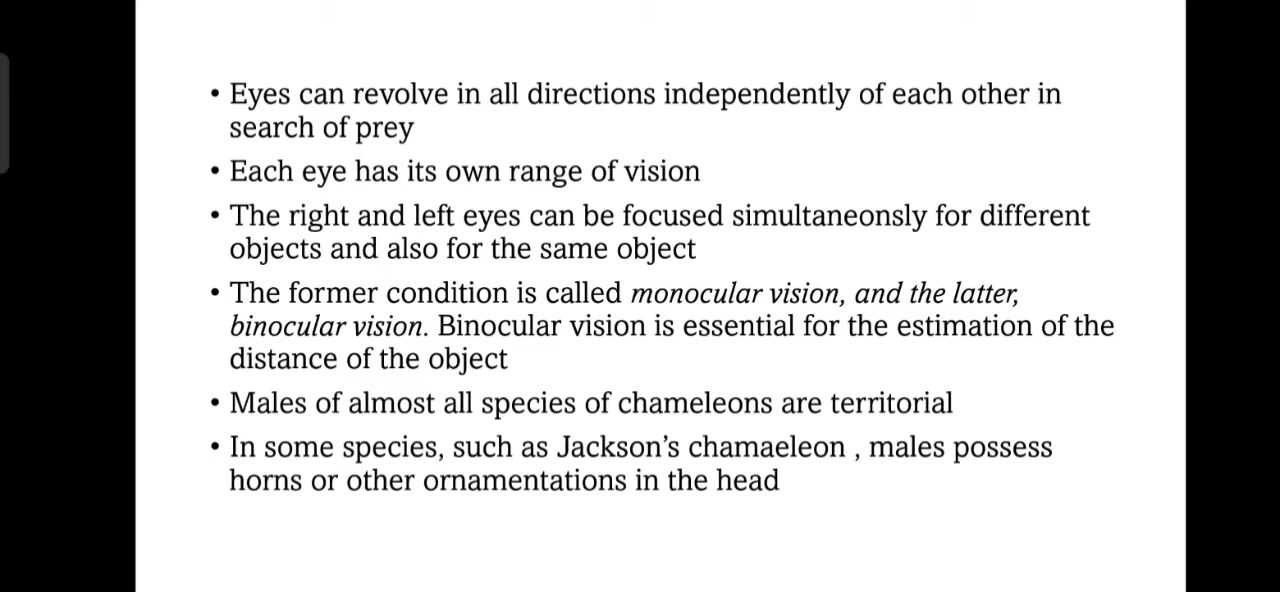 • Eyes can revolve in all directions independently of each other in
search of prey
• Each eye has its own range of vision
• The right and left eyes can be focused simultaneonsly for different
objects and also for the same object
• The former condition is called monocular vision, and the latter,
binocular vision. Binocular vision is essential for the estimation of the
distance of the object
• Males of almost all species of chameleons are territorial
• In some species, such as Jackson's chamaeleon , males possess
horns or other ornamentations in the head